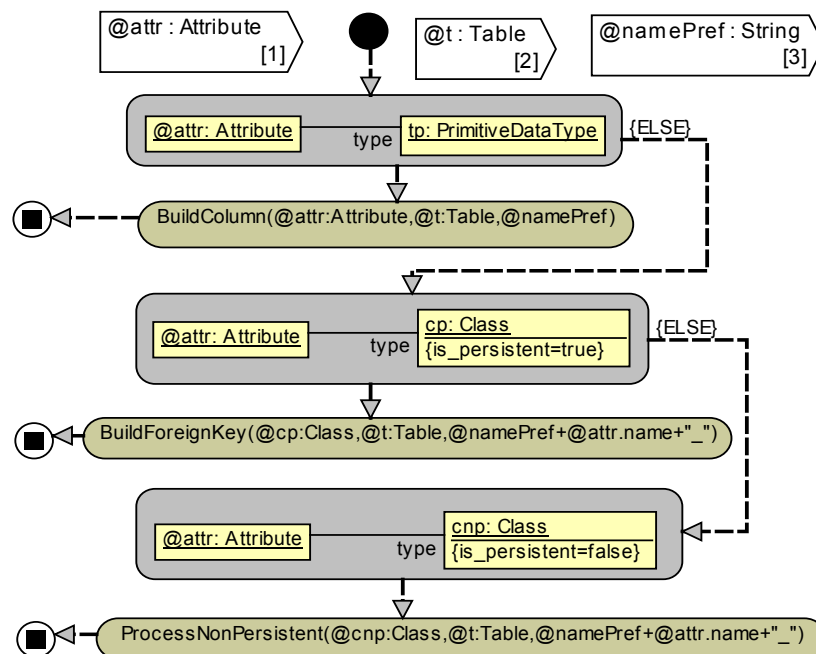 @attr : Attribute
[1]
@t : Table
[2]
@namePref : String
[3]
@attr: Attribute
type
tp: PrimitiveDataType
{ELSE}
BuildColumn(@attr:Attribute,@t:Table,@namePref)
@attr: Attribute
type
cp: Class
{is_persistent=true}
{ELSE}
BuildForeignKey(@cp:Class,@t:Table,@namePref+@attr.name+"_")
@attr: Attribute
type
cnp: Class
{is_persistent=false}
ProcessNonPersistent(@cnp:Class,@t:Table,@namePref+@attr.name+"_")